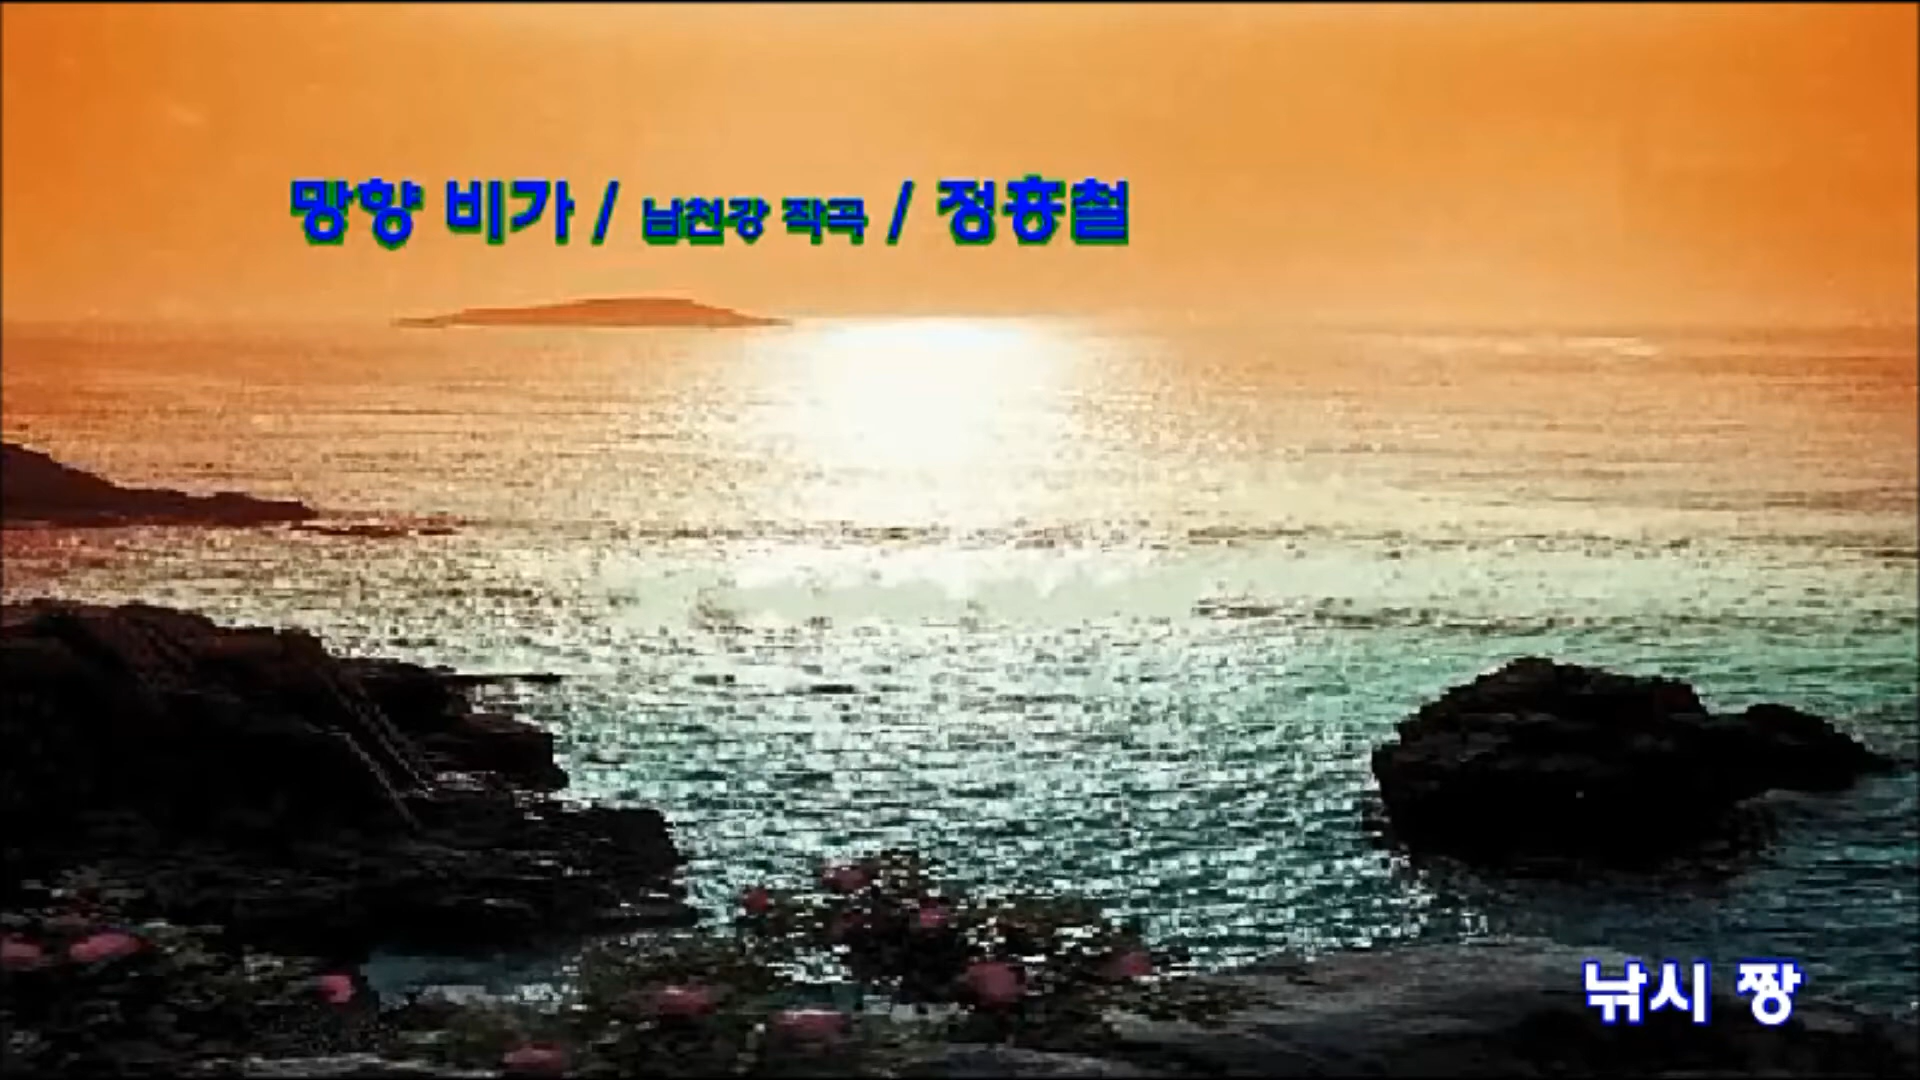 망향 비가 / 남천강 작곡 / 정흥철
낚시 짱